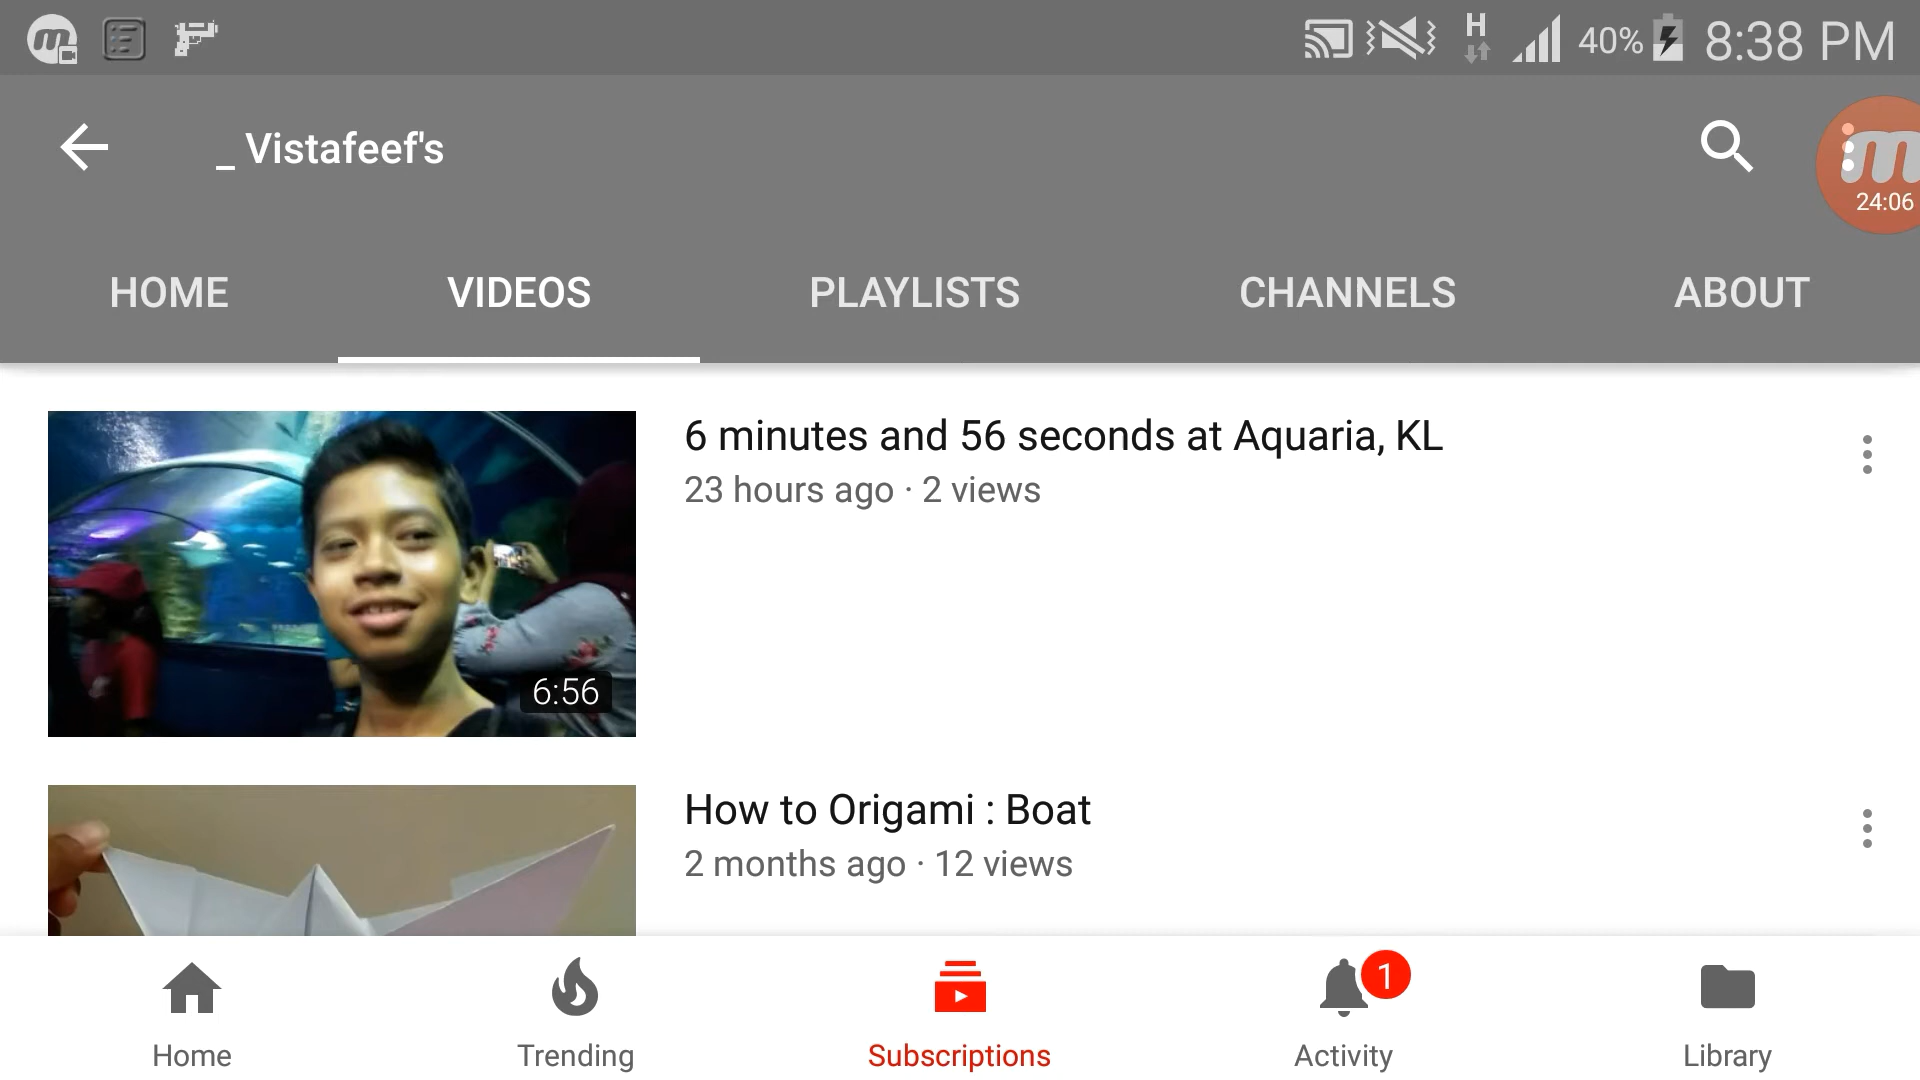 m
H
40%
8:38 PM
_ Vistafeef's
m
24:06
HOME
VIDEOS
PLAYLISTS
CHANNELS
ABOUT
6 minutes and 56 seconds at Aquaria, KL
23 hours ago · 2 views
6:56
How to Origami : Boat
2 months ago · 12 views
1
Home
Trending
Subscriptions
Activity
Library